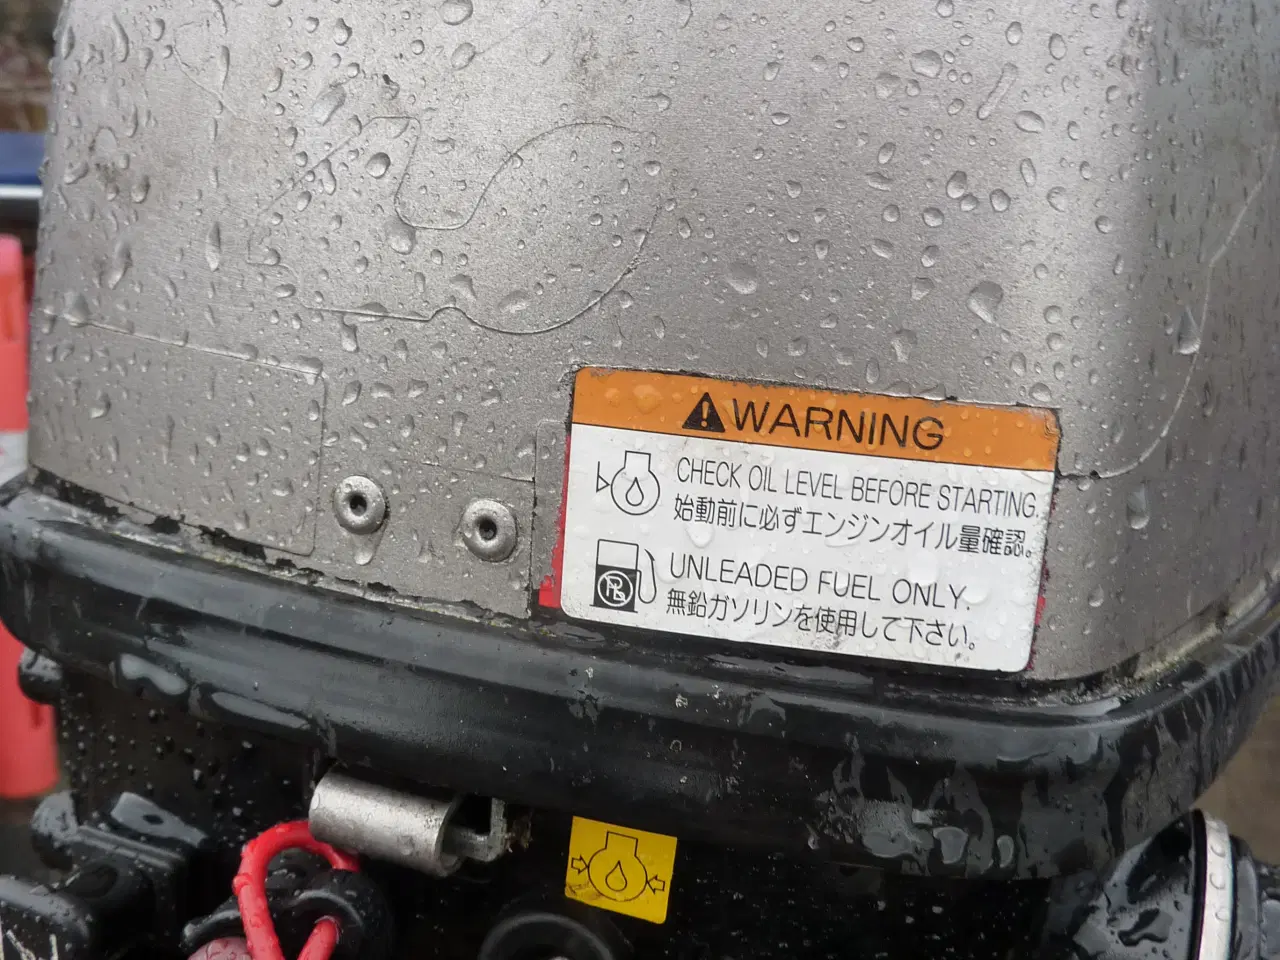 WARNING
CHECK OIL LEVEL BEFORE STARTING.
始動前に必ずエンジンオイル量確認。
UNLEADED FUEL ONLY.
無鉛ガソリンを使用して下さい。